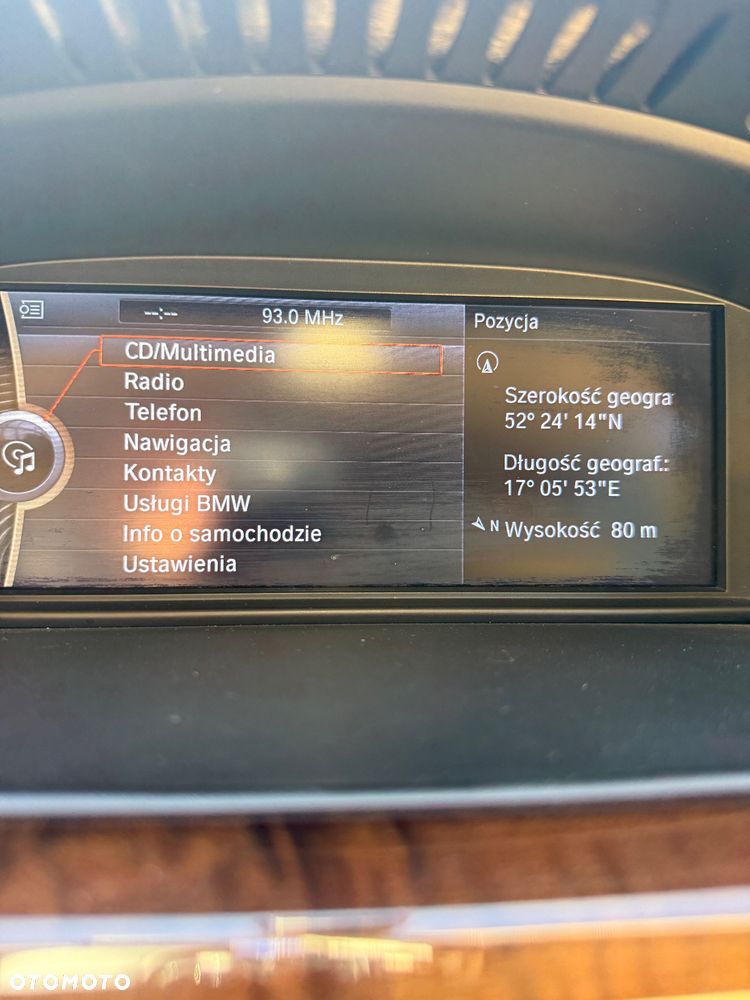 --:-- 93.0 MHz
CD/Multimedia
Radio
Telefon
Nawigacja
Kontakty
Usługi BMW
Info o samochodzie
Ustawienia
Pozycja
Szerokość geogra
52° 24' 14"N
Długość geograf.:
17° 05' 53"E
N Wysokość 80 m
OTOMOTO